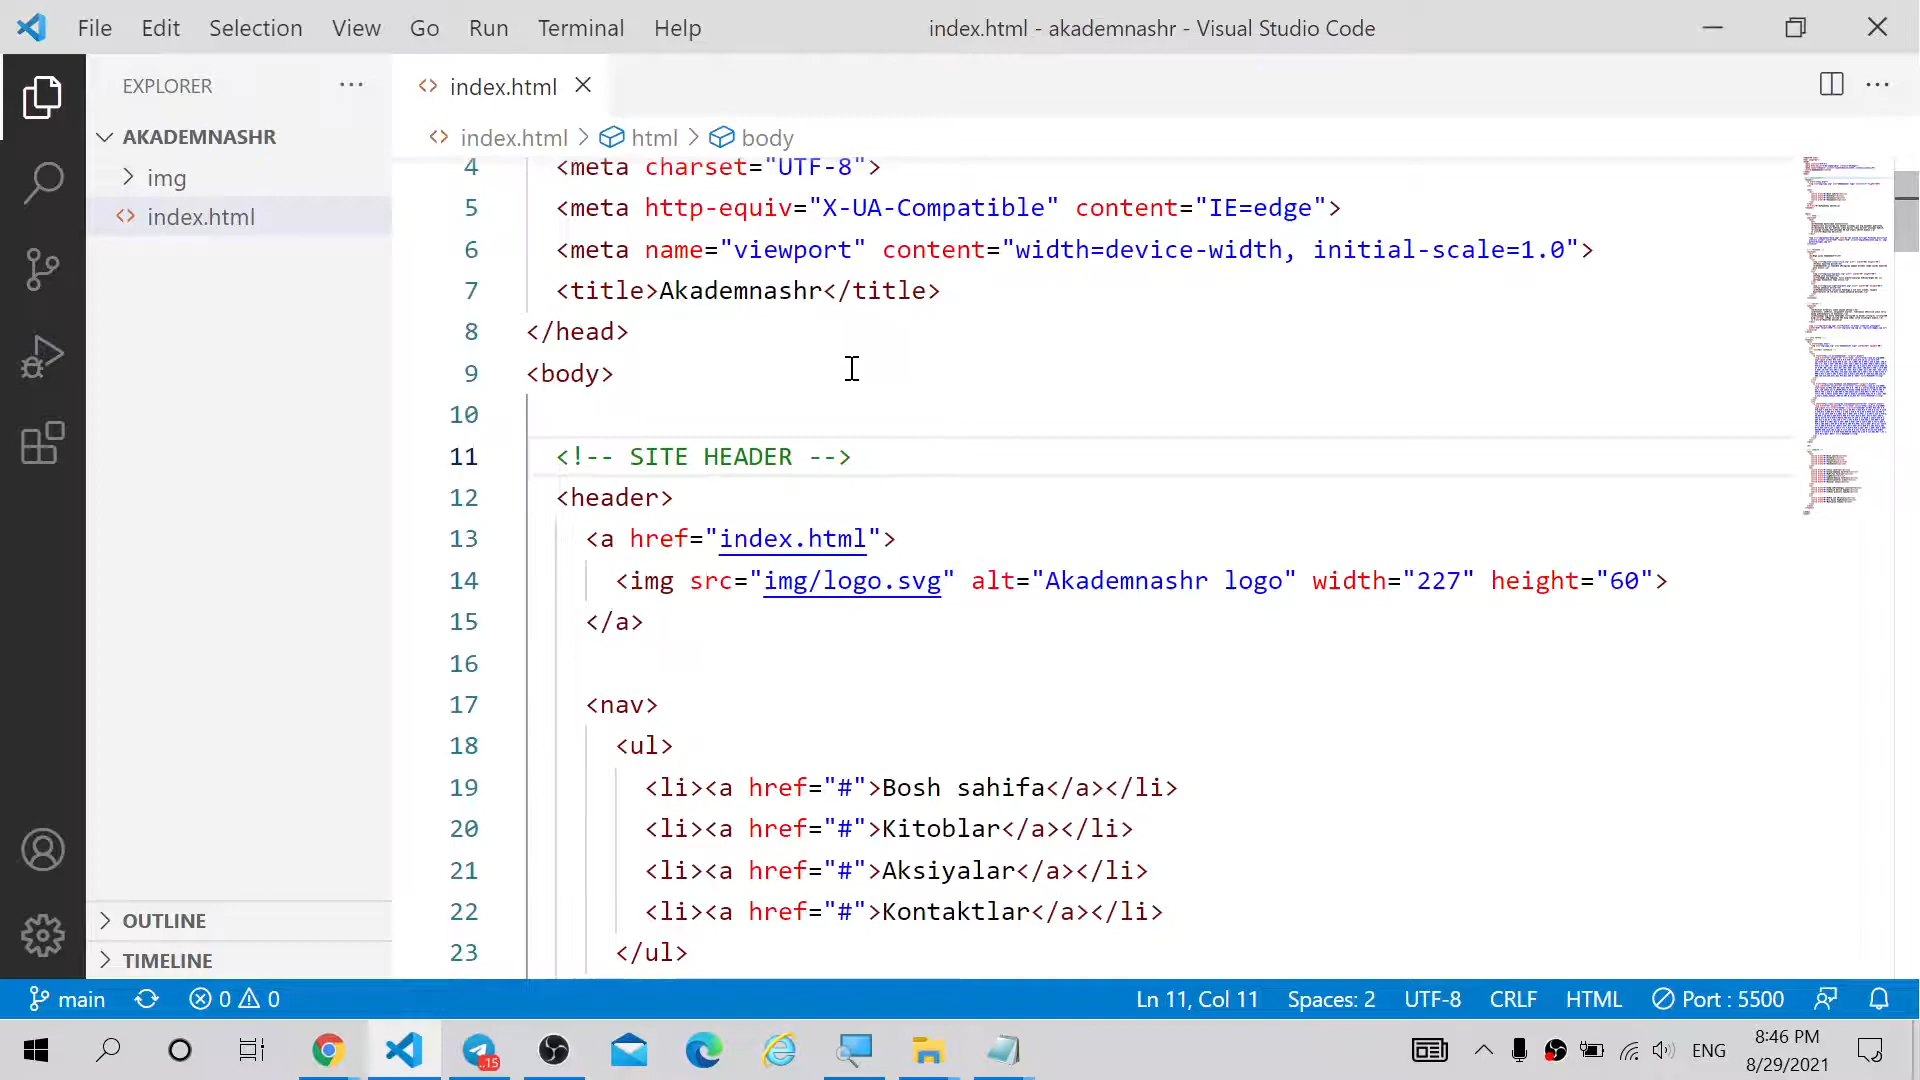 File Edit Selection View Go Run Terminal Help
index.html - akademnashr - Visual Studio Code
EXPLORER ···
index.html
AKADEMNASHR
index.html > html > body
img
index.html
4 <meta charset="UTF-8">
5 <meta http-equiv="X-UA-Compatible" content="IE=edge">
6 <meta name="viewport" content="width=device-width, initial-scale=1.0">
7 <title>Akademnashr</title>
8 </head>
9 <body>
10
11 <!-- SITE HEADER -->
12 <header>
13 <a href="index.html">
14 <img src="img/logo.svg" alt="Akademnashr logo" width="227" height="60">
15 </a>
16
17 <nav>
18 <ul>
19 <li><a href="#">Bosh sahifa</a></li>
20 <li><a href="#">Kitoblar</a></li>
21 <li><a href="#">Aksiyalar</a></li>
22 <li><a href="#">Kontaktlar</a></li>
23 </ul>
OUTLINE
TIMELINE
main 0 0 Ln 11, Col 11 Spaces: 2 UTF-8 CRLF HTML Port : 5500
15
ENG
8:46 PM
8/29/2021